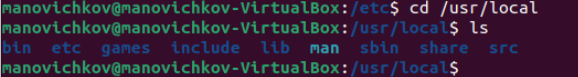 manovichkov@manovichkov-VirtualBox:/etc$ cd /usr/local
manovichkov@manovichkov-VirtualBox:/usr/local$ ls
bin  etc  games  include  lib  man  sbin  share  src
manovichkov@manovichkov-VirtualBox:/usr/local$